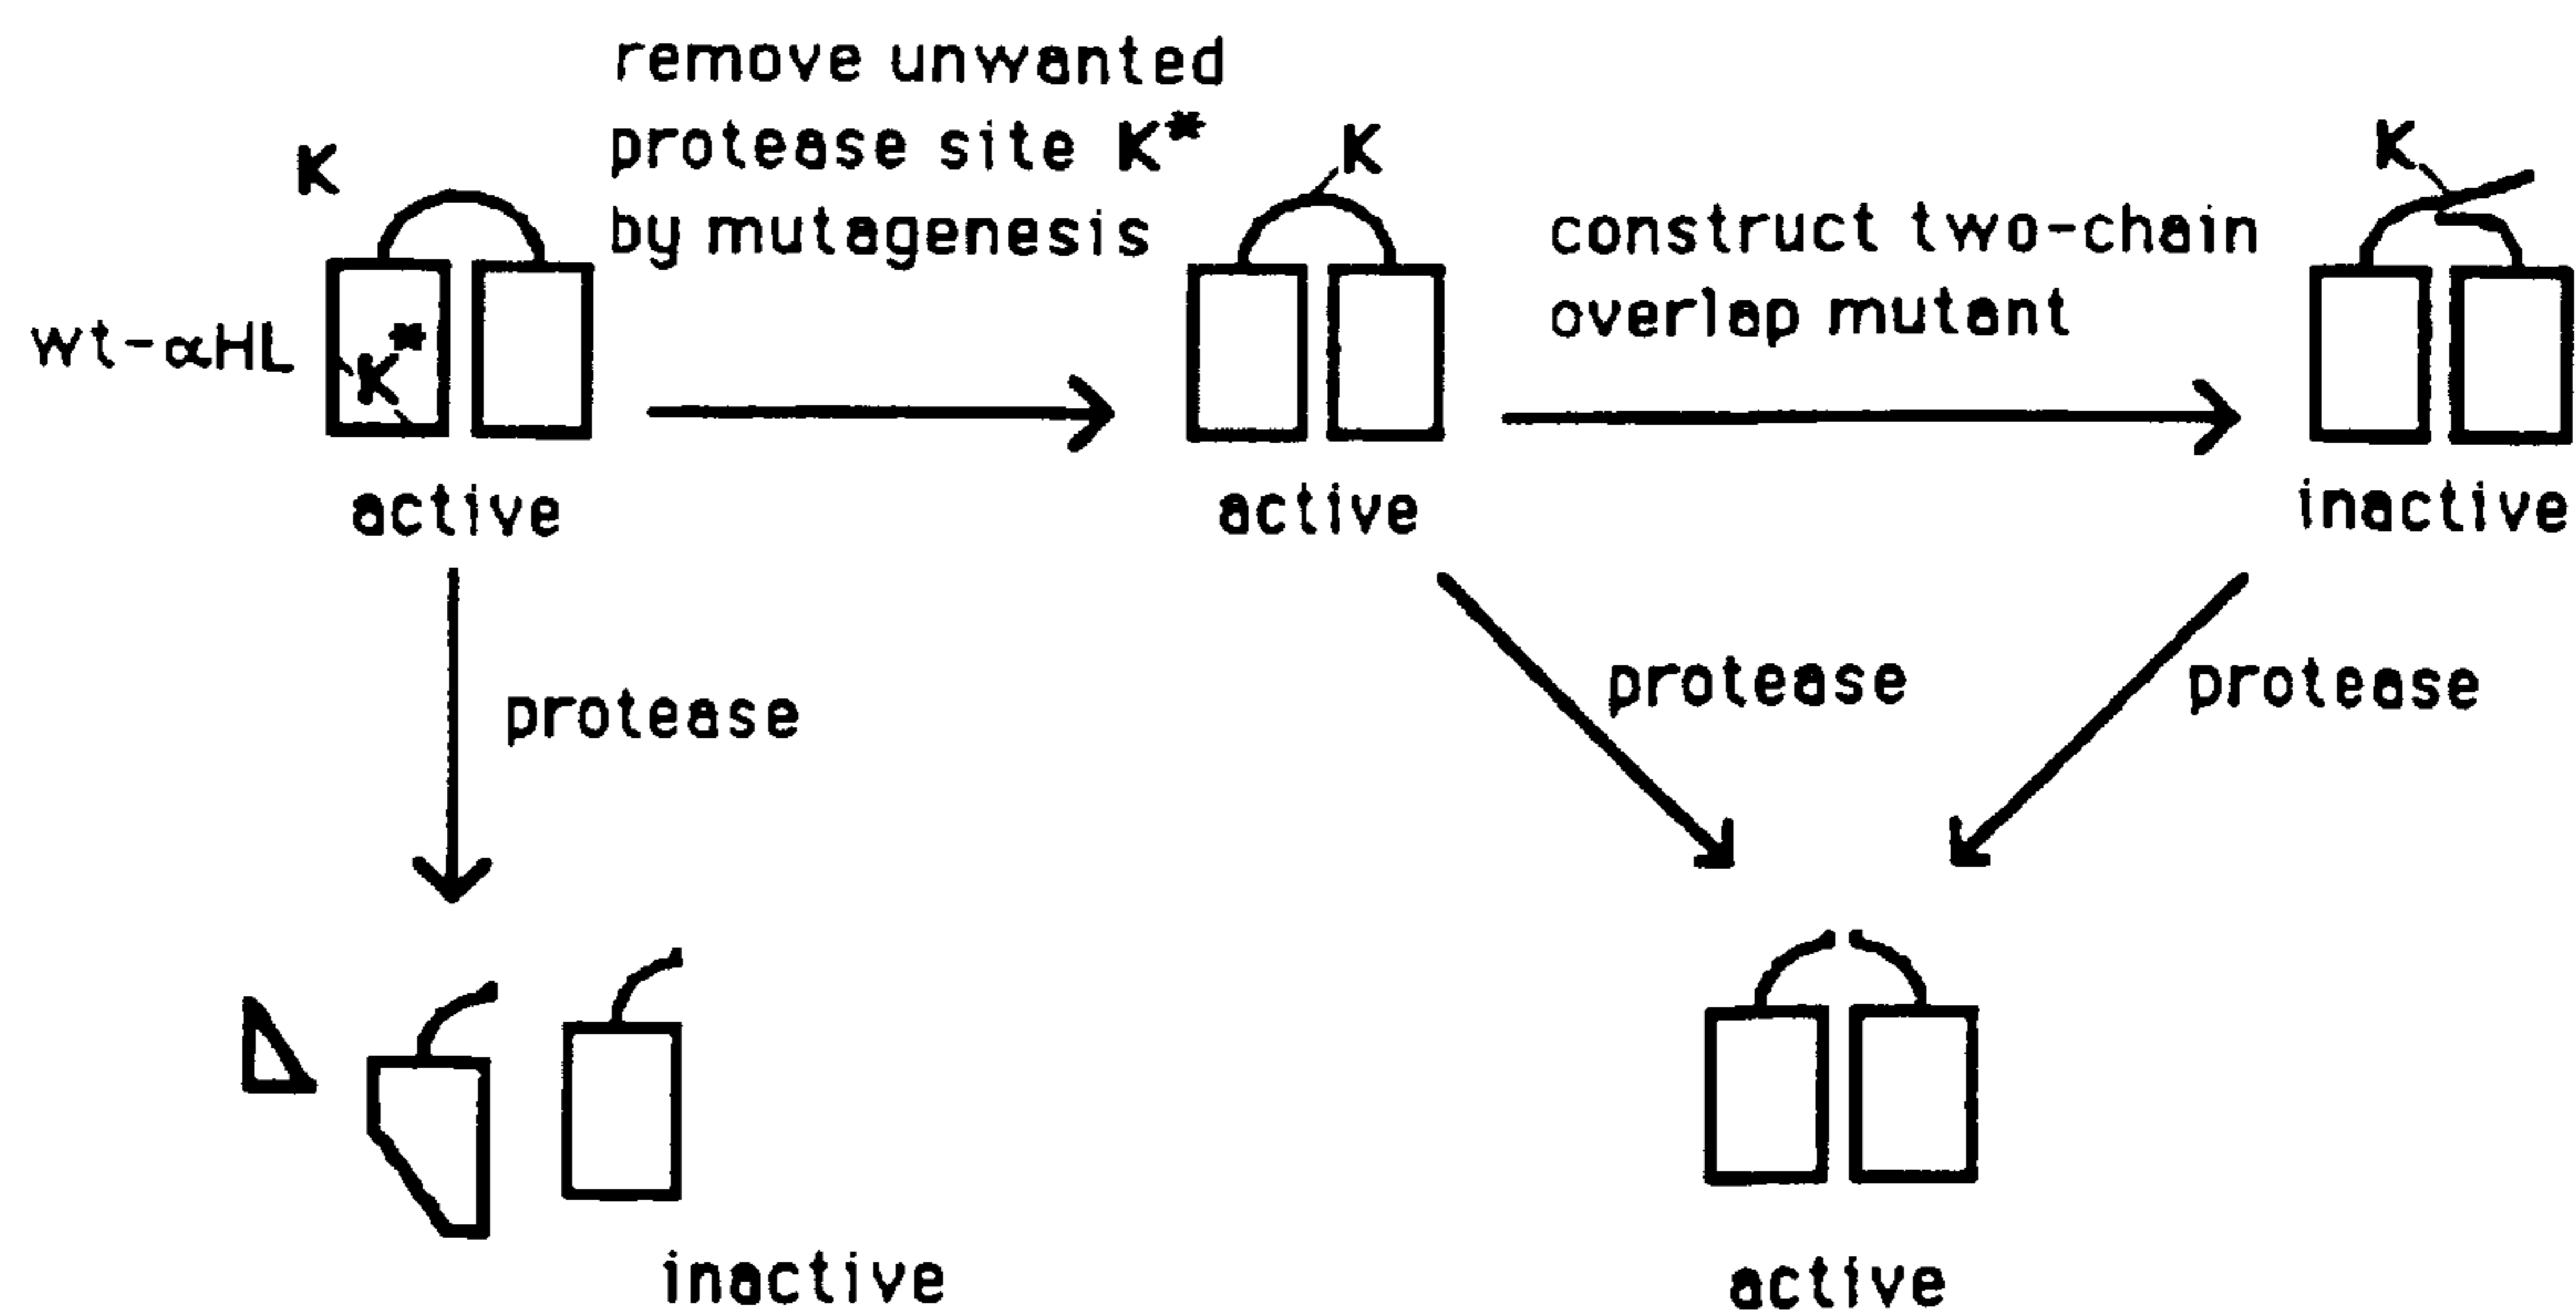 remove unwanted
protease site K*
by mutagenesis
K
K
K
construct two-chain
overlap mutant
wt-αHL
K*
active
active
inactive
protease
protease
protease
inactive
active